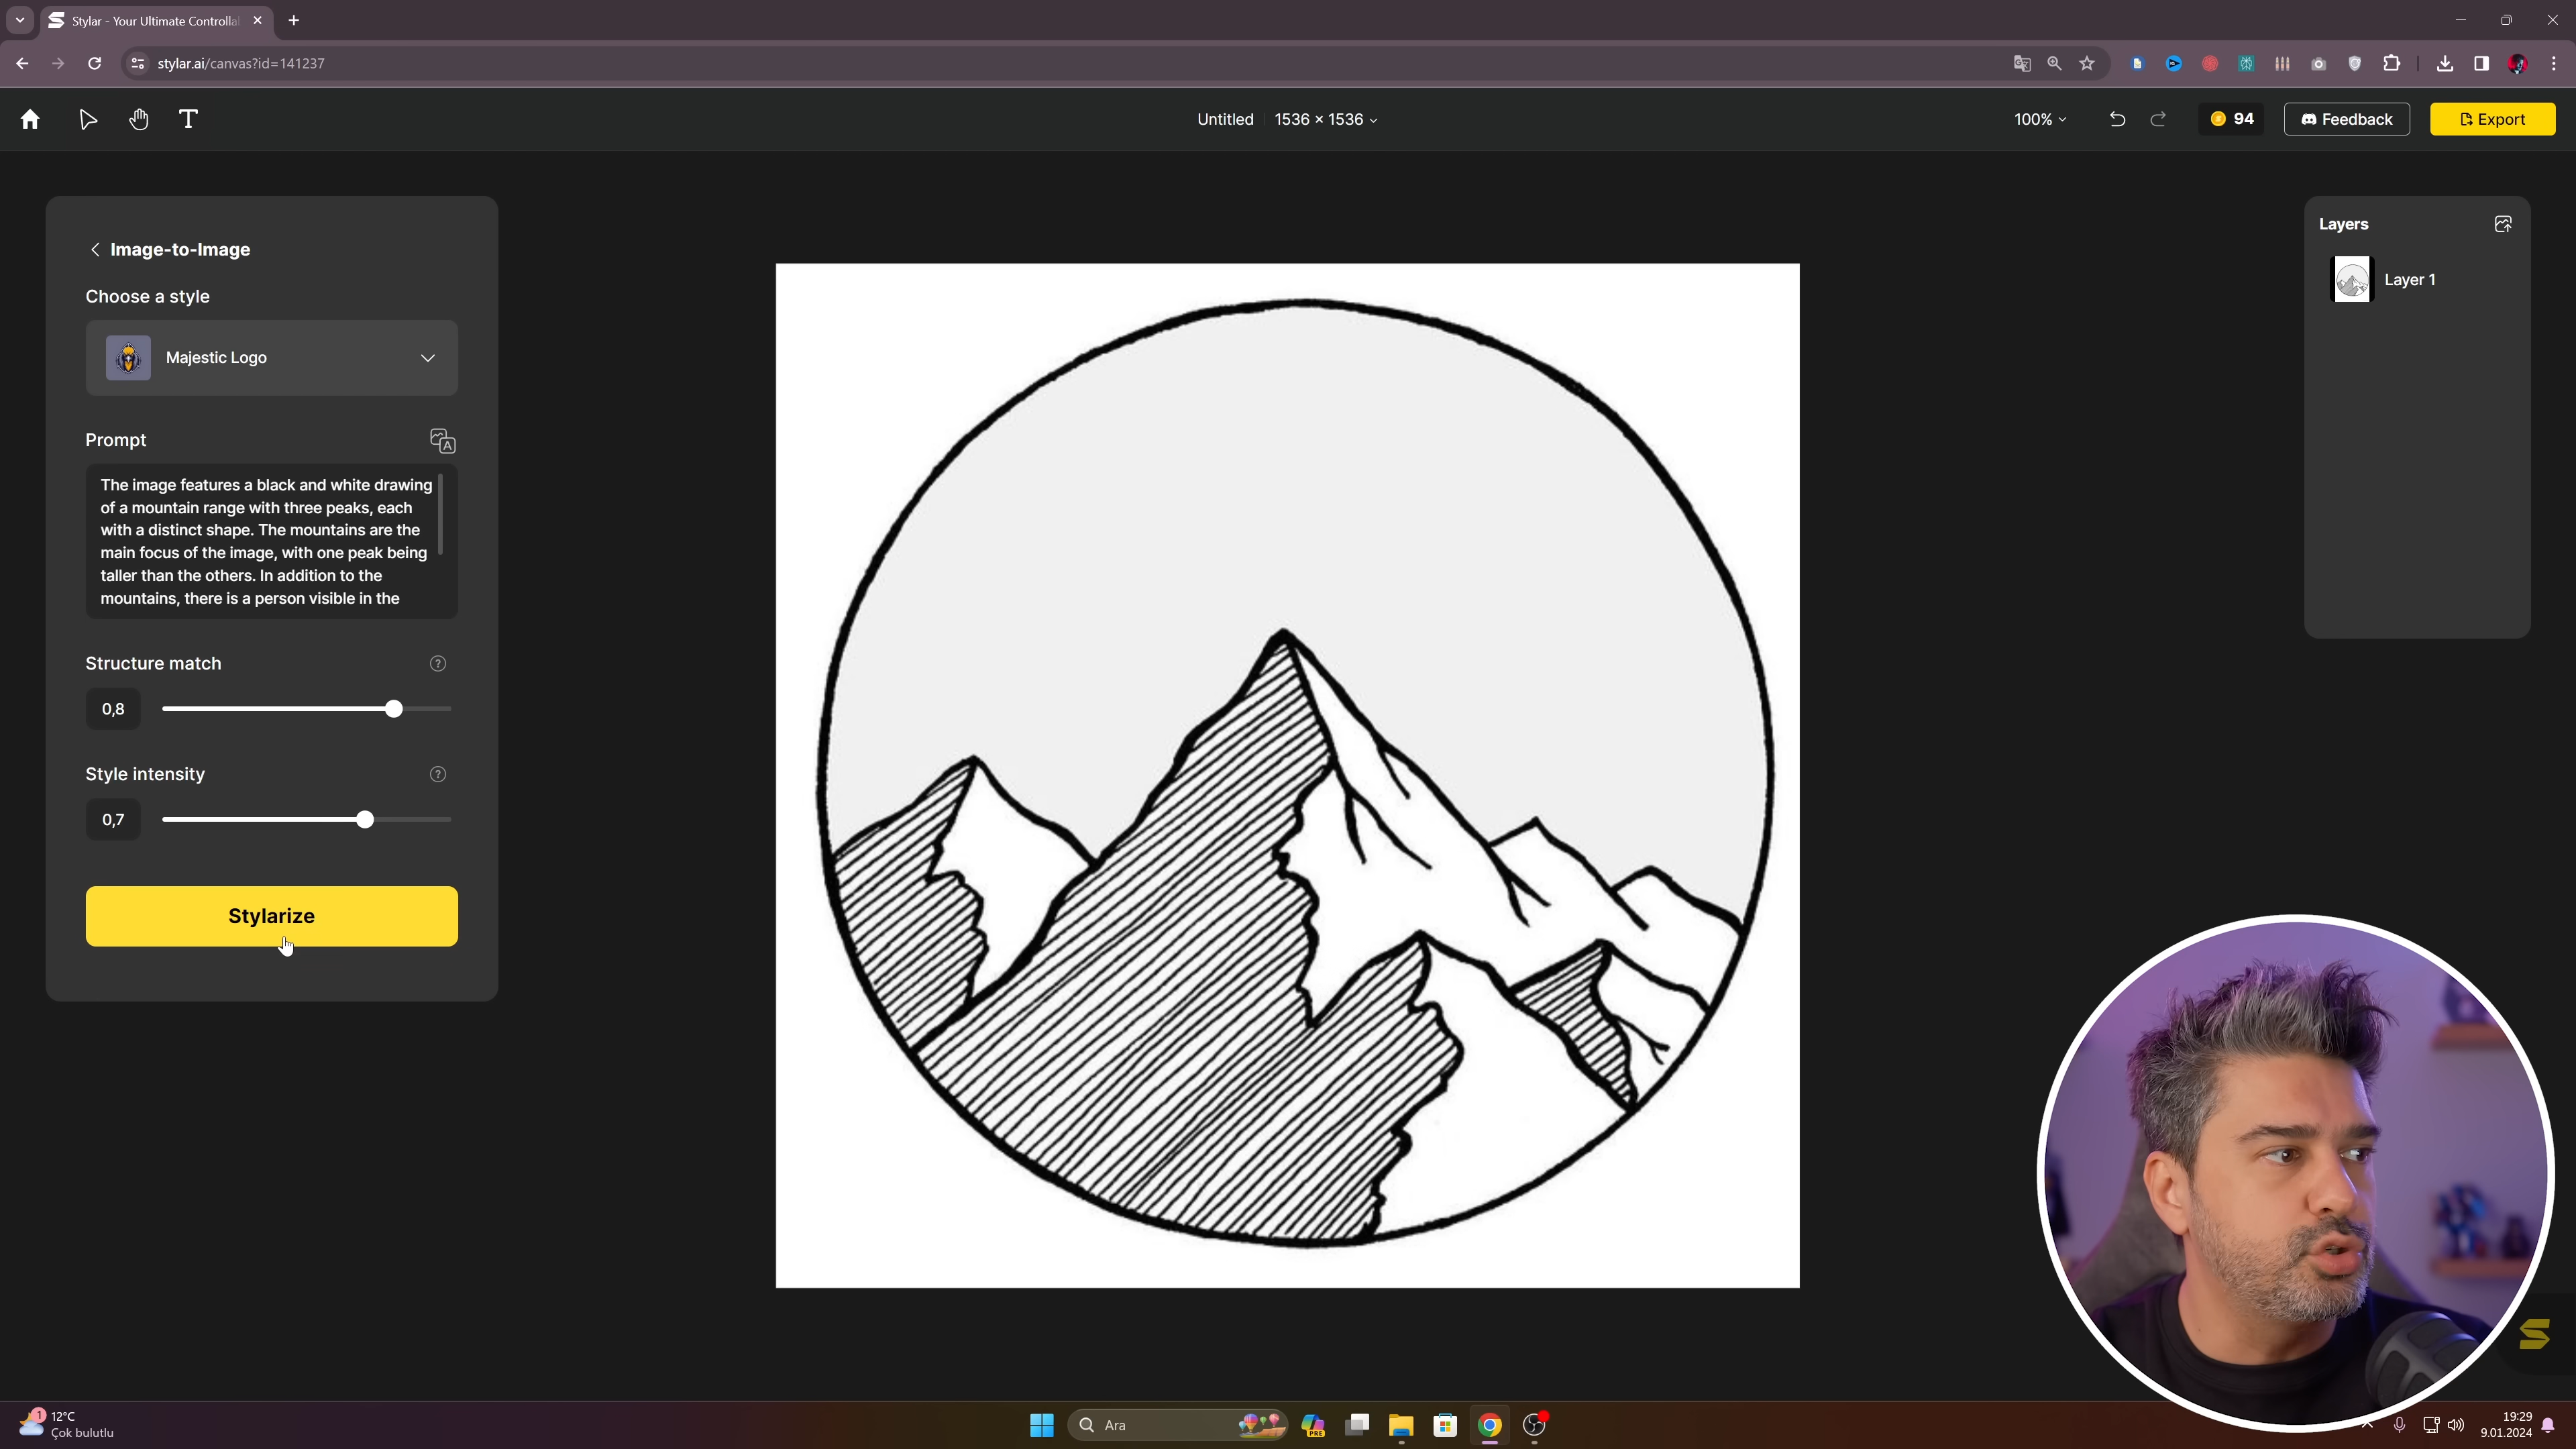 Stylar - Your Ultimate Controlla
stylar.ai/canvas?id=141237
Untitled 1536 × 1536
100%
94
Feedback
Export
Image-to-Image
Choose a style
Majestic Logo
Prompt
A
The image features a black and white drawing
of a mountain range with three peaks, each
with a distinct shape. The mountains are the
main focus of the image, with one peak being
taller than the others. In addition to the
mountains, there is a person visible in the
Structure match
?
0,8
Style intensity
?
0,7
Stylarize
Layers
Layer 1
1
12°C
Çok bulutlu
Ara
PRE
19:29
9.01.2024